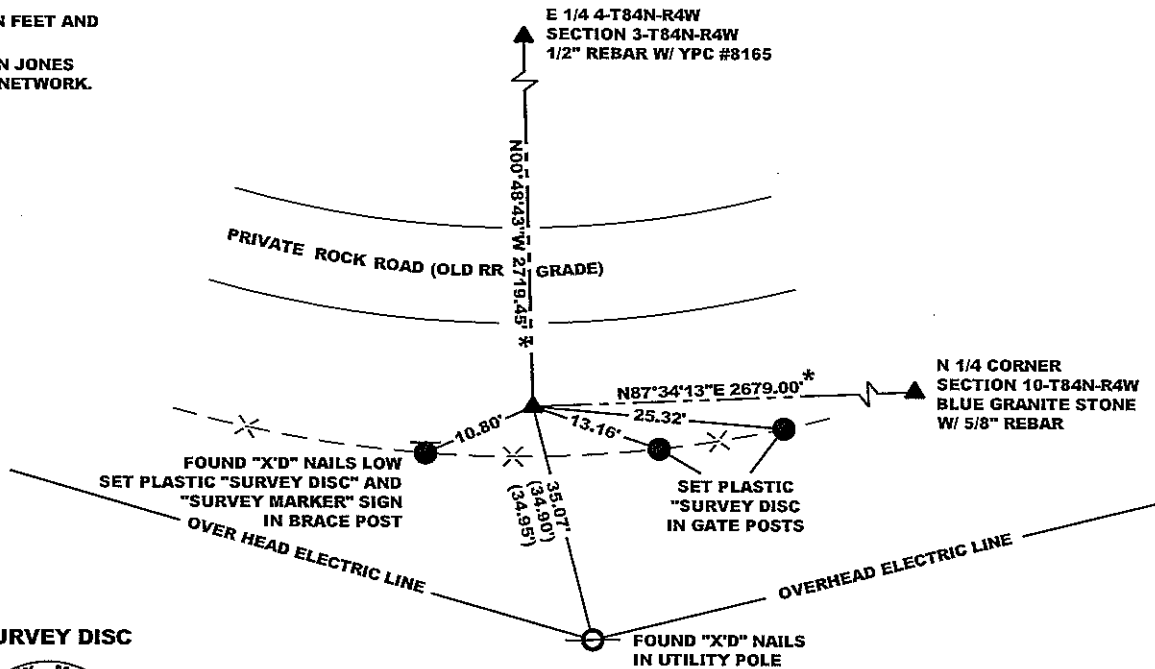 N FEET AND
N JONES
NETWORK.
E 1/4 4-T84N-R4W
SECTION 3-T84N-R4W
1/2" REBAR W/ YPC #8165
N00°48'43"W 2719.45' *
PRIVATE ROCK ROAD (OLD RR GRADE)
N87°34'13"E 2679.00' *
N 1/4 CORNER
SECTION 10-T84N-R4W
BLUE GRANITE STONE
W/ 5/8" REBAR
10.80'
13.16'
25.32'
FOUND "X'D" NAILS LOW
SET PLASTIC "SURVEY DISC" AND
"SURVEY MARKER" SIGN
IN BRACE POST
35.07'
(34.90')
(34.95')
SET PLASTIC
"SURVEY DISC
IN GATE POSTS
OVER HEAD ELECTRIC LINE
OVERHEAD ELECTRIC LINE
URVEY DISC
FOUND "X'D" NAILS
IN UTILITY POLE